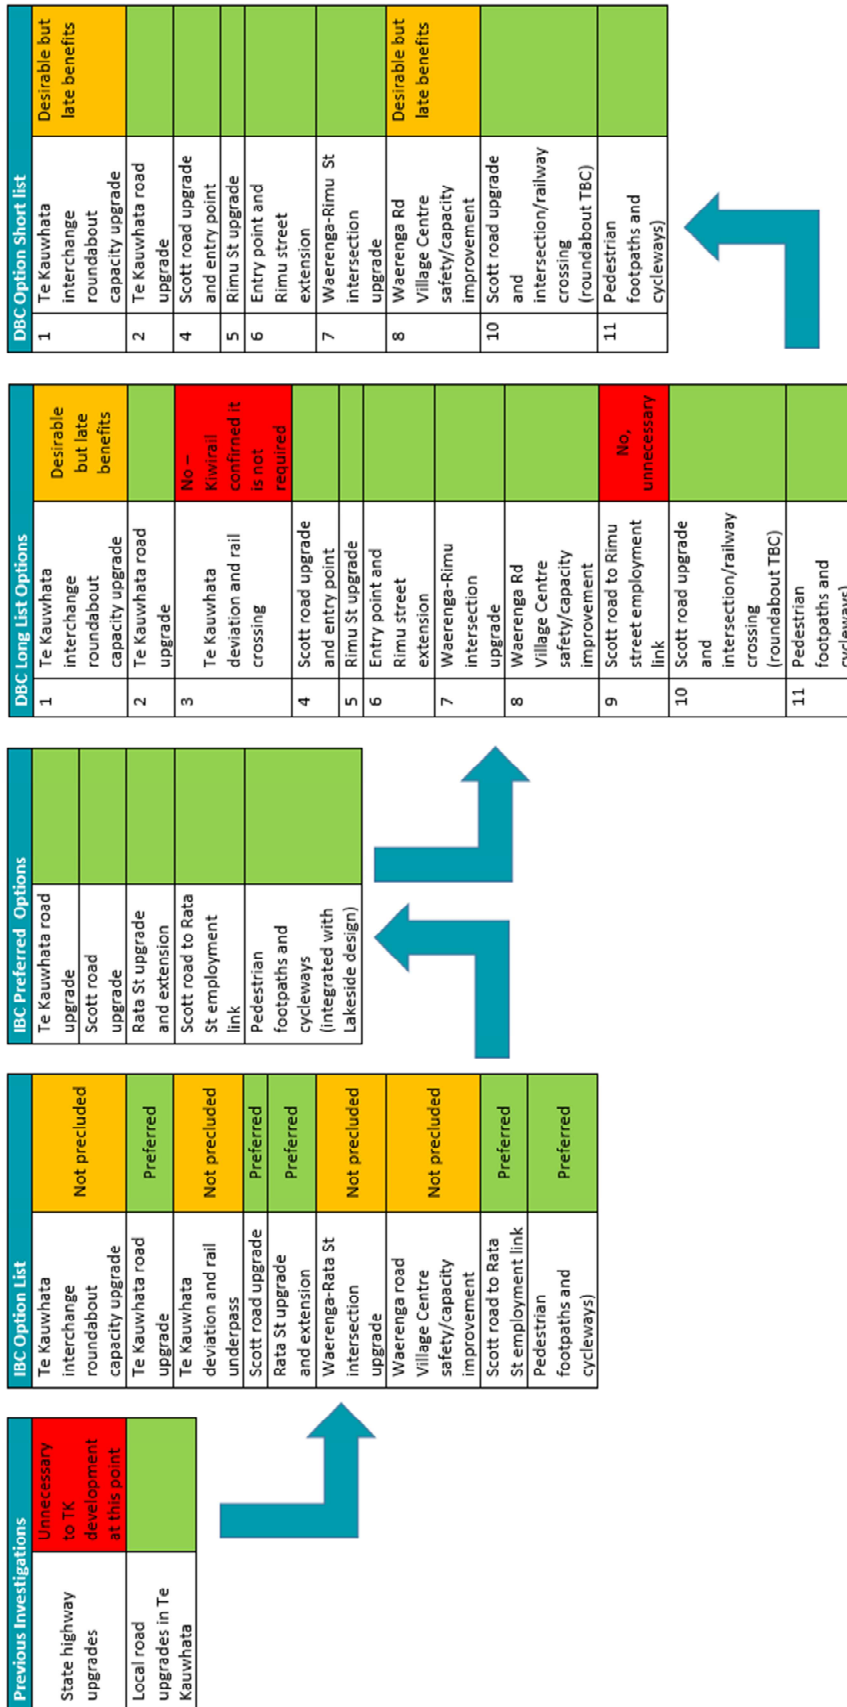 Previous Investigations
State highway
upgrades
Unnecessary
to TK
development
at this point
Local road
upgrades in Te
Kauwhata
IBC Option List
Te Kauwhata
interchange
roundabout
capacity upgrade
Not precluded
Te Kauwhata road
upgrade
Preferred
Te Kauwhata
deviation and rail
underpass
Not precluded
Scott road upgrade
Preferred
Rata St upgrade
and extension
Preferred
Waerenga-Rata St
intersection
upgrade
Not precluded
Waerenga road
Village Centre
safety/capacity
improvement
Not precluded
Scott road to Rata
St employment link
Preferred
Pedestrian
footpaths and
cycleways)
Preferred
IBC Preferred Options
Te Kauwhata road
upgrade
Scott road
upgrade
Rata St upgrade
and extension
Scott road to Rata
St employment
link
Pedestrian
footpaths and
cycleways
(integrated with
Lakeside design)
DBC Long List Options
1
Te Kauwhata
interchange
roundabout
capacity upgrade
Desirable
but late
benefits
2
Te Kauwhata road
upgrade
3
Te Kauwhata
deviation and rail
crossing
No –
Kiwirail
confirmed it
is not
required
4
Scott road upgrade
and entry point
5
Rimu St upgrade
6
Entry point and
Rimu street
extension
7
Waerenga-Rimu
intersection
upgrade
8
Waerenga Rd
Village Centre
safety/capacity
improvement
9
Scott road to Rimu
street employment
link
No,
unnecessary
10
Scott road upgrade
and
intersection/railway
crossing
(roundabout TBC)
11
Pedestrian
footpaths and
cycleways)
DBC Option Short list
1
Te Kauwhata
interchange
roundabout
capacity upgrade
Desirable but
late benefits
2
Te Kauwhata road
upgrade
4
Scott road upgrade
and entry point
5
Rimu St upgrade
6
Entry point and
Rimu street
extension
7
Waerenga-Rimu St
intersection
upgrade
8
Waerenga Rd
Village Centre
safety/capacity
improvement
Desirable but
late benefits
10
Scott road upgrade
and
intersection/railway
crossing
(roundabout TBC)
11
Pedestrian
footpaths and
cycleways)